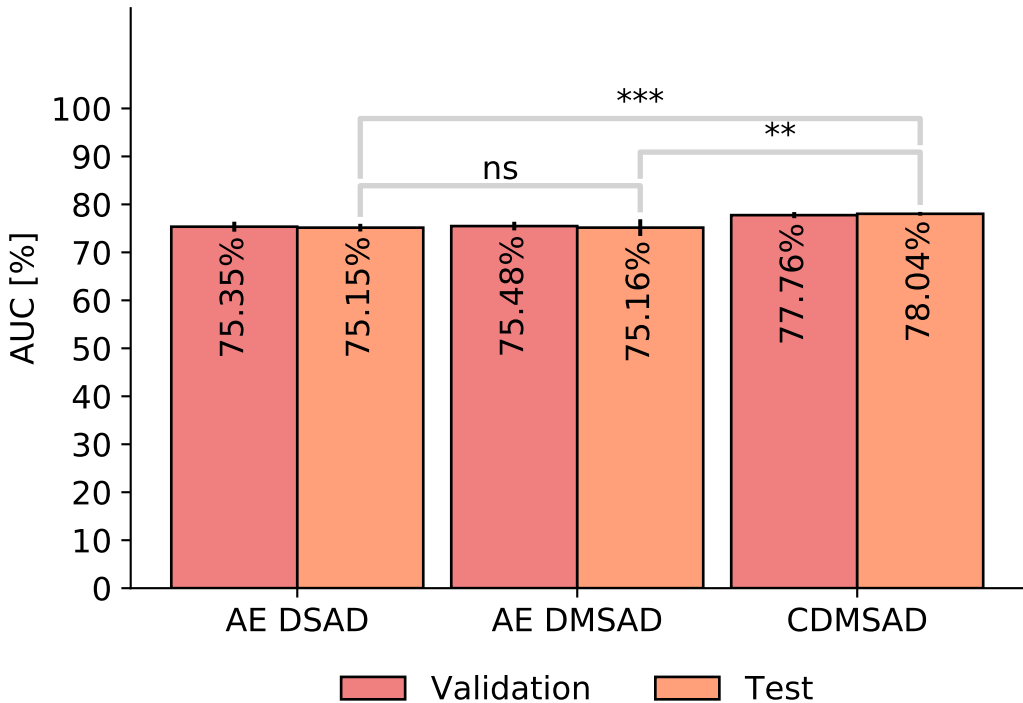 AUC [%]
100
90
80
70
60
50
40
30
20
10
0
***
**
ns
75.35%
75.15%
75.48%
75.16%
77.76%
78.04%
AE DSAD
AE DMSAD
CDMSAD
Validation
Test